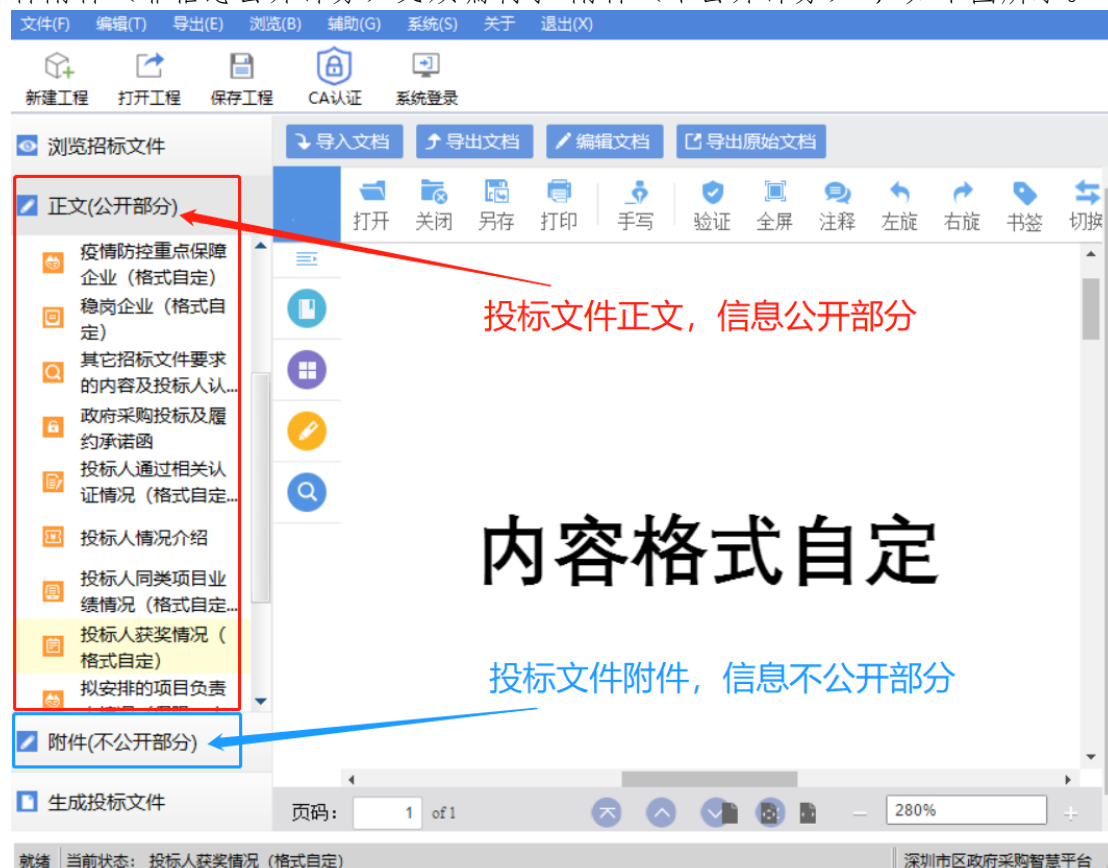 文件(F) 编辑(T) 导出(E) 浏览(B) 辅助(G) 系统(S) 关于 退出(X)
新建工程 打开工程 保存工程 CA认证 系统登录
浏览招标文件
导入文档 导出文档 编辑文档 导出原始文档
正文(公开部分)
打开 关闭 另存 打印 手写 验证 全屏 注释 左旋 右旋 书签 切换
疫情防控重点保障
企业（格式自定）
稳岗企业（格式自
定）
其它招标文件要求
的内容及投标人认...
政府采购投标及履
约承诺函
投标人通过相关认
证情况（格式自定...
投标人情况介绍
投标人同类项目业
绩情况（格式自定...
投标人获奖情况（
格式自定）
拟安排的项目负责
投标文件正文，信息公开部分
内容格式自定
投标文件附件，信息不公开部分
附件(不公开部分)
生成投标文件
页码: 1 of 1 280%
就绪 当前状态: 投标人获奖情况（格式自定） 深圳市区政府采购智慧平台